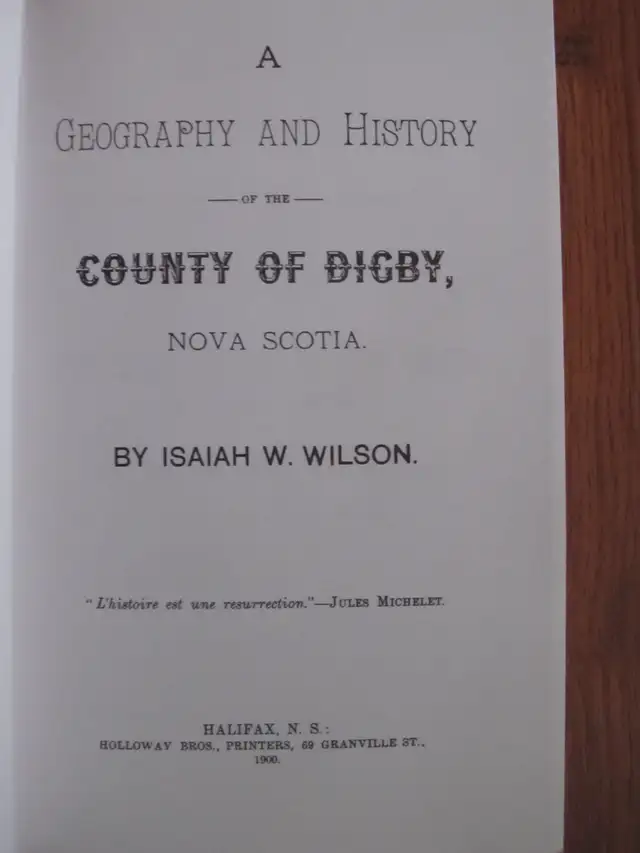 A
GEOGRAPHY AND HISTORY
— OF THE —
COUNTY OF DIGBY,
NOVA SCOTIA.
BY ISAIAH W. WILSON.
"L'histoire est une resurrection."—JULES MICHELET.
HALIFAX, N. S.:
HOLLOWAY BROS., PRINTERS, 69 GRANVILLE ST.,
1900.